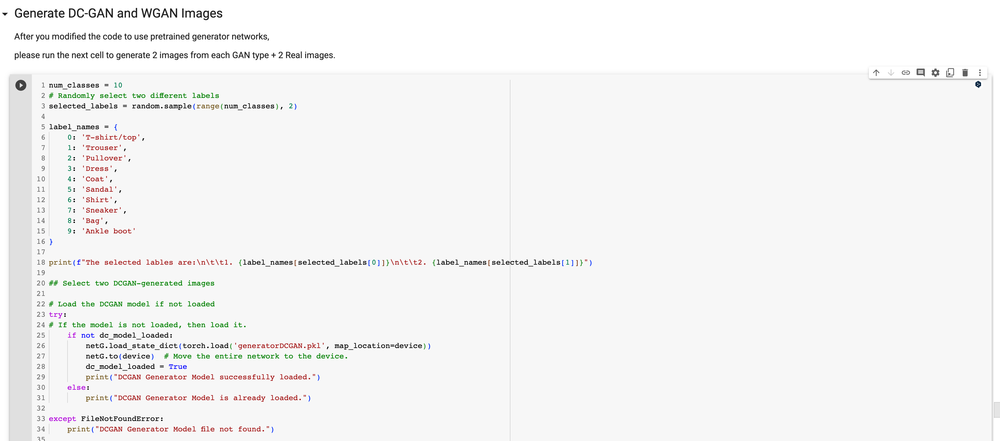 Generate DC-GAN and WGAN Images
After you modified the code to use pretrained generator networks,
please run the next cell to generate 2 images from each GAN type + 2 Real images.
1 num_classes = 10
2 # Randomly select two different labels
3 selected_labels = random.sample(range(num_classes), 2)
4
5 label_names = {
6     0: 'T-shirt/top',
7     1: 'Trouser',
8     2: 'Pullover',
9     3: 'Dress',
10     4: 'Coat',
11     5: 'Sandal',
12     6: 'Shirt',
13     7: 'Sneaker',
14     8: 'Bag',
15     9: 'Ankle boot'
16 }
17
18 print(f"The selected lables are:\n\t\t1. {label_names[selected_labels[0]]}\n\t\t2. {label_names[selected_labels[1]]}")
19
20 ## Select two DCGAN-generated images
21
22 # Load the DCGAN model if not loaded
23 try:
24 # If the model is not loaded, then load it.
25     if not dc_model_loaded:
26         netG.load_state_dict(torch.load('generatorDCGAN.pkl', map_location=device))
27         netG.to(device)  # Move the entire network to the device.
28         dc_model_loaded = True
29         print("DCGAN Generator Model successfully loaded.")
30     else:
31         print("DCGAN Generator Model is already loaded.")
32
33 except FileNotFoundError:
34     print("DCGAN Generator Model file not found.")
35